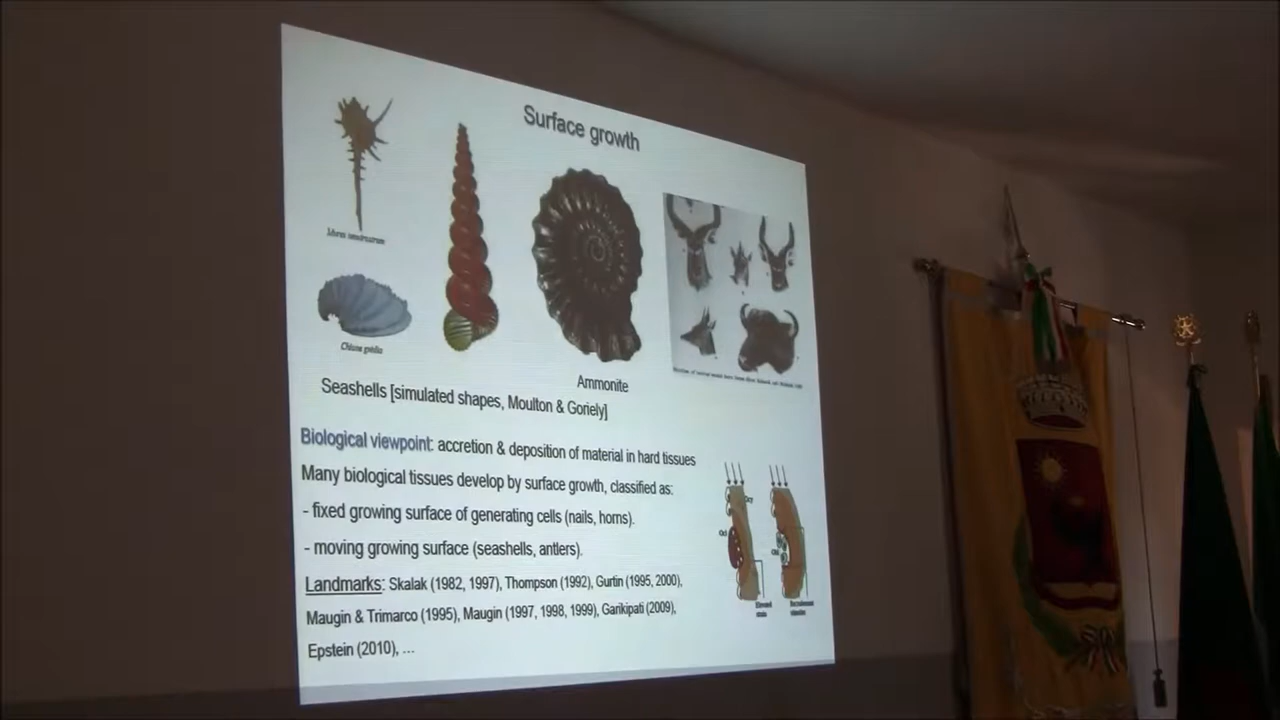 Surface growth
Ammonite
Seashells [simulated shapes, Moulton & Goriely]
Biological viewpoint: accretion & deposition of material in hard tissues
Many biological tissues develop by surface growth, classified as:
- fixed growing surface of generating cells (nails, horns).
- moving growing surface (seashells, antlers).
Landmarks: Skalak (1982, 1997), Thompson (1992), Gurtin (1995, 2000),
Maugin & Trimarco (1995), Maugin (1997, 1998, 1999), Garikipati (2009),
Epstein (2010), ...